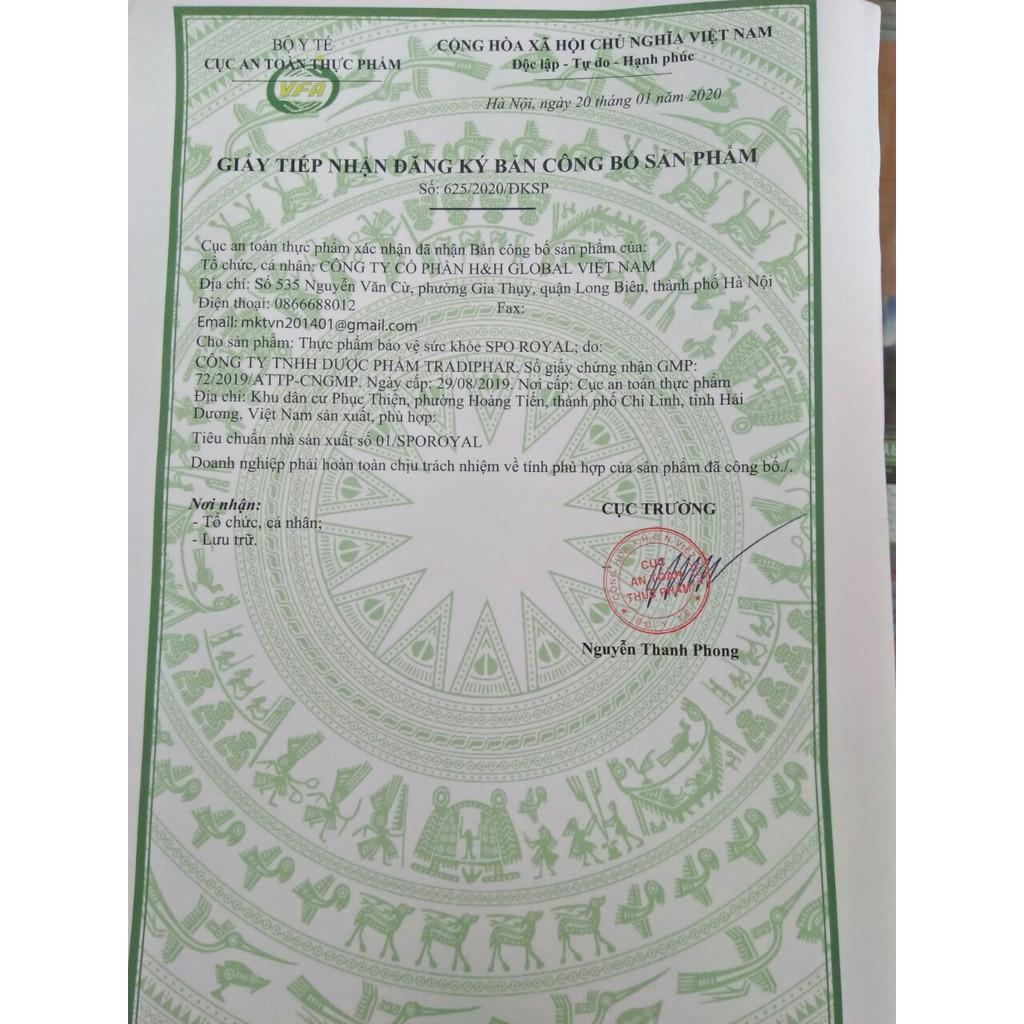 BỘ Y TẾ
CỤC AN TOÀN THỰC PHẨM
VFA
CỘNG HÒA XÃ HỘI CHỦ NGHĨA VIỆT NAM
Độc lập - Tự do - Hạnh phúc
Hà Nội, ngày 20 tháng 01 năm 2020
GIẤY TIẾP NHẬN ĐĂNG KÝ BẢN CÔNG BỐ SẢN PHẨM
Số: 625/2020/ĐKSP
Cục an toàn thực phẩm xác nhận đã nhận Bản công bố sản phẩm của:
Tổ chức, cá nhân: CÔNG TY CỔ PHẦN H&H GLOBAL VIỆT NAM
Địa chỉ: Số 535 Nguyễn Văn Cừ, phường Gia Thụy, quận Long Biên, thành phố Hà Nội
Điện thoại: 0866688012 Fax:
Email: mktvn201401@gmail.com
Cho sản phẩm: Thực phẩm bảo vệ sức khỏe SPO ROYAL; do:
CÔNG TY TNHH DƯỢC PHẨM TRADIPHAR. Số giấy chứng nhận GMP:
72/2019/ATTP-CNGMP. Ngày cấp: 29/08/2019. Nơi cấp: Cục an toàn thực phẩm
Địa chỉ: Khu dân cư Phục Thiện, phường Hoàng Tiến, thành phố Chí Linh, tỉnh Hải
Dương, Việt Nam sản xuất, phù hợp:
Tiêu chuẩn nhà sản xuất số 01/SPOROYAL
Doanh nghiệp phải hoàn toàn chịu trách nhiệm về tính phù hợp của sản phẩm đã công bố./.
Nơi nhận:
- Tổ chức, cá nhân;
- Lưu trữ.
CỤC TRƯỞNG
CỘNG HÒA X.H.C.N VIỆT NAM
CỤC
AN TOÀN
THỰC PHẨM
BỘ Y TẾ
Nguyễn Thanh Phong